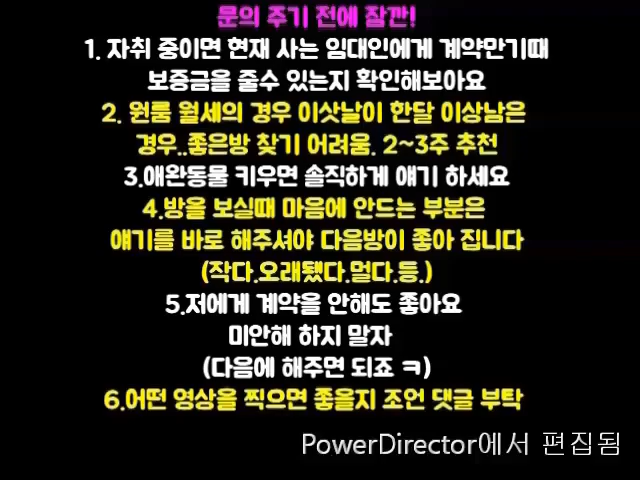 문의 주기 전에 잠깐!
1. 자취 중이면 현재 사는 임대인에게 계약만기때
보증금을 줄수 있는지 확인해보아요
2. 원룸 월세의 경우 이삿날이 한달 이상남은
경우..좋은방 찾기 어려움. 2~3주 추천
3.애완동물 키우면 솔직하게 얘기 하세요
4.방을 보실때 마음에 안드는 부분은
얘기를 바로 해주셔야 다음방이 좋아 집니다
(작다.오래됐다.멀다.등.)
5.저에게 계약을 안해도 좋아요
미안해 하지 말자
(다음에 해주면 되죠 ㅋ)
6.어떤 영상을 찍으면 좋을지 조언 댓글 부탁
PowerDirector에서 편집됨